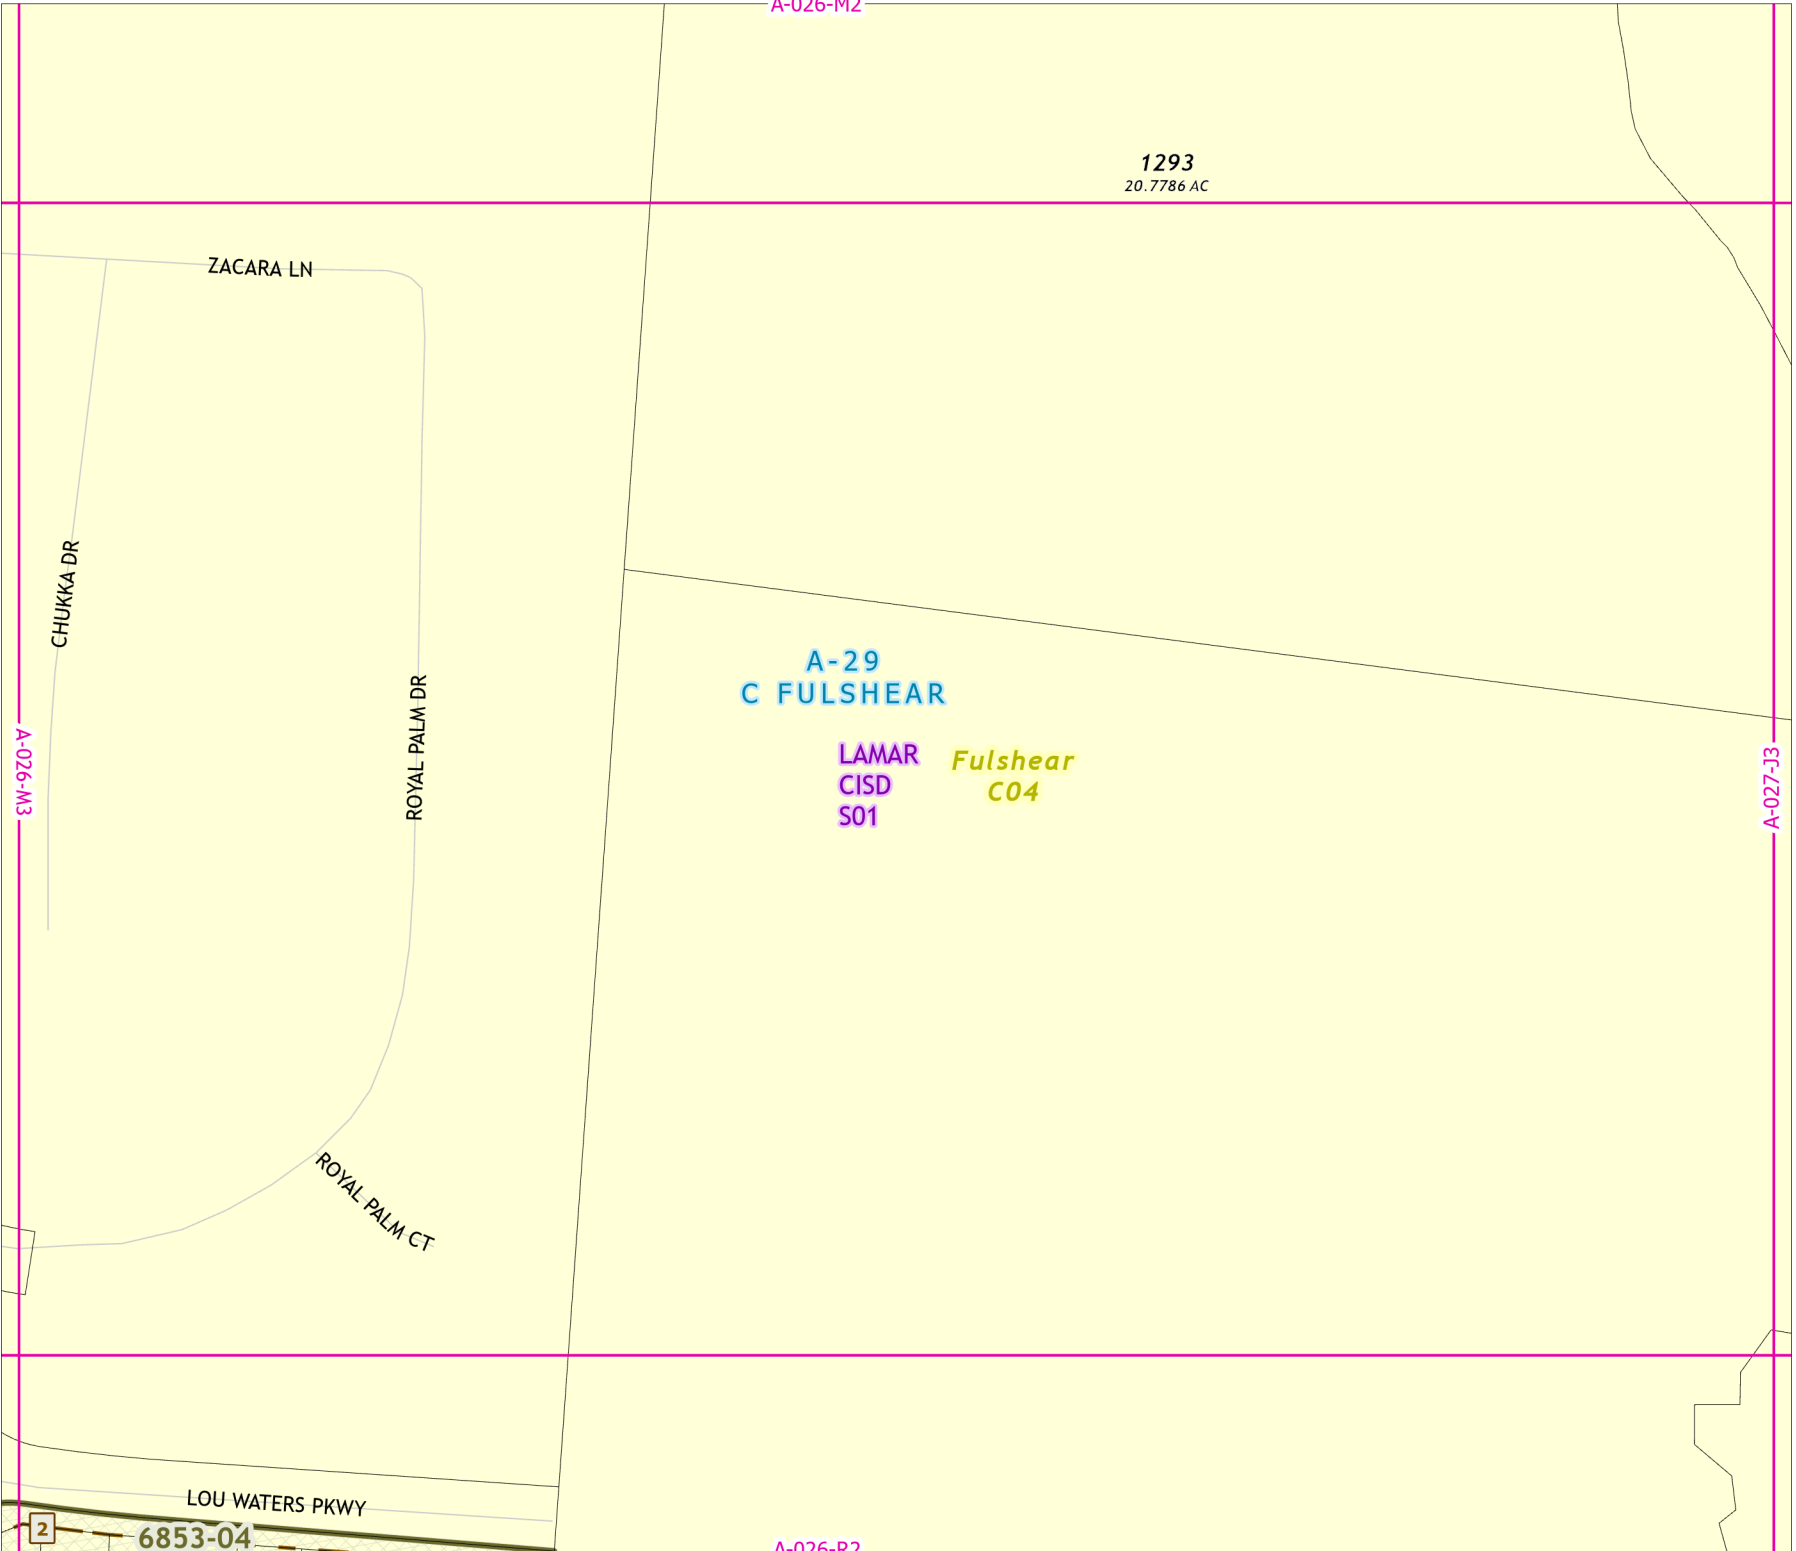 A-026-M2
1293
20.7786 AC
ZACARA LN
CHUKKA DR
ROYAL PALM DR
A-29
C FULSHEAR
LAMAR
CISD
S01
Fulshear
C04
A-026-M3
A-027-J3
ROYAL PALM CT
LOU WATERS PKWY
2
6853-04
A-026-R2